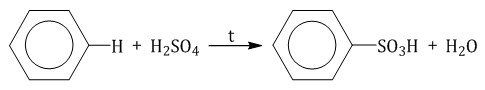 H + H₂SO₄ t SO₃H + H₂O